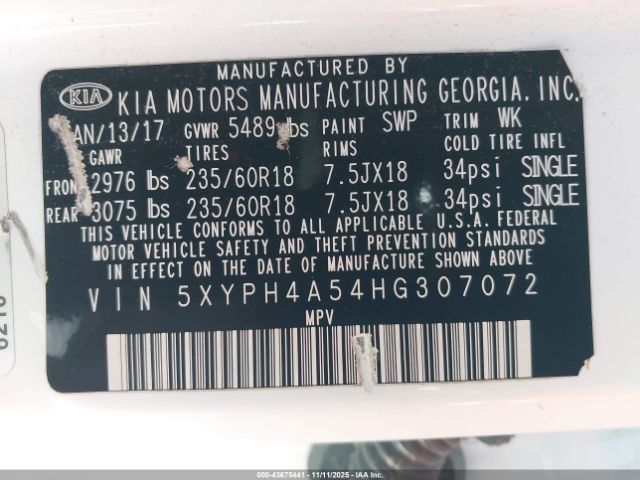 MANUFACTURED BY
KIA KIA MOTORS MANUFACTURING GEORGIA, INC.
AN/13/17 GVWR 5489 lbs PAINT SWP TRIM WK
GAWR TIRES RIMS COLD TIRE INFL
FRON 2976 lbs 235/60R18 7.5JX18 34psi SINGLE
REAR 3075 lbs 235/60R18 7.5JX18 34psi SINGLE
THIS VEHICLE CONFORMS TO ALL APPLICABLE U.S.A. FEDERAL
MOTOR VEHICLE SAFETY AND THEFT PREVENTION STANDARDS
IN EFFECT ON THE DATE OF MANUFACTURE SHOWN ABOVE
VIN 5XYPH4A54HG307072
MPV
000-43675441 - 11/11/2025 - IAA Inc.